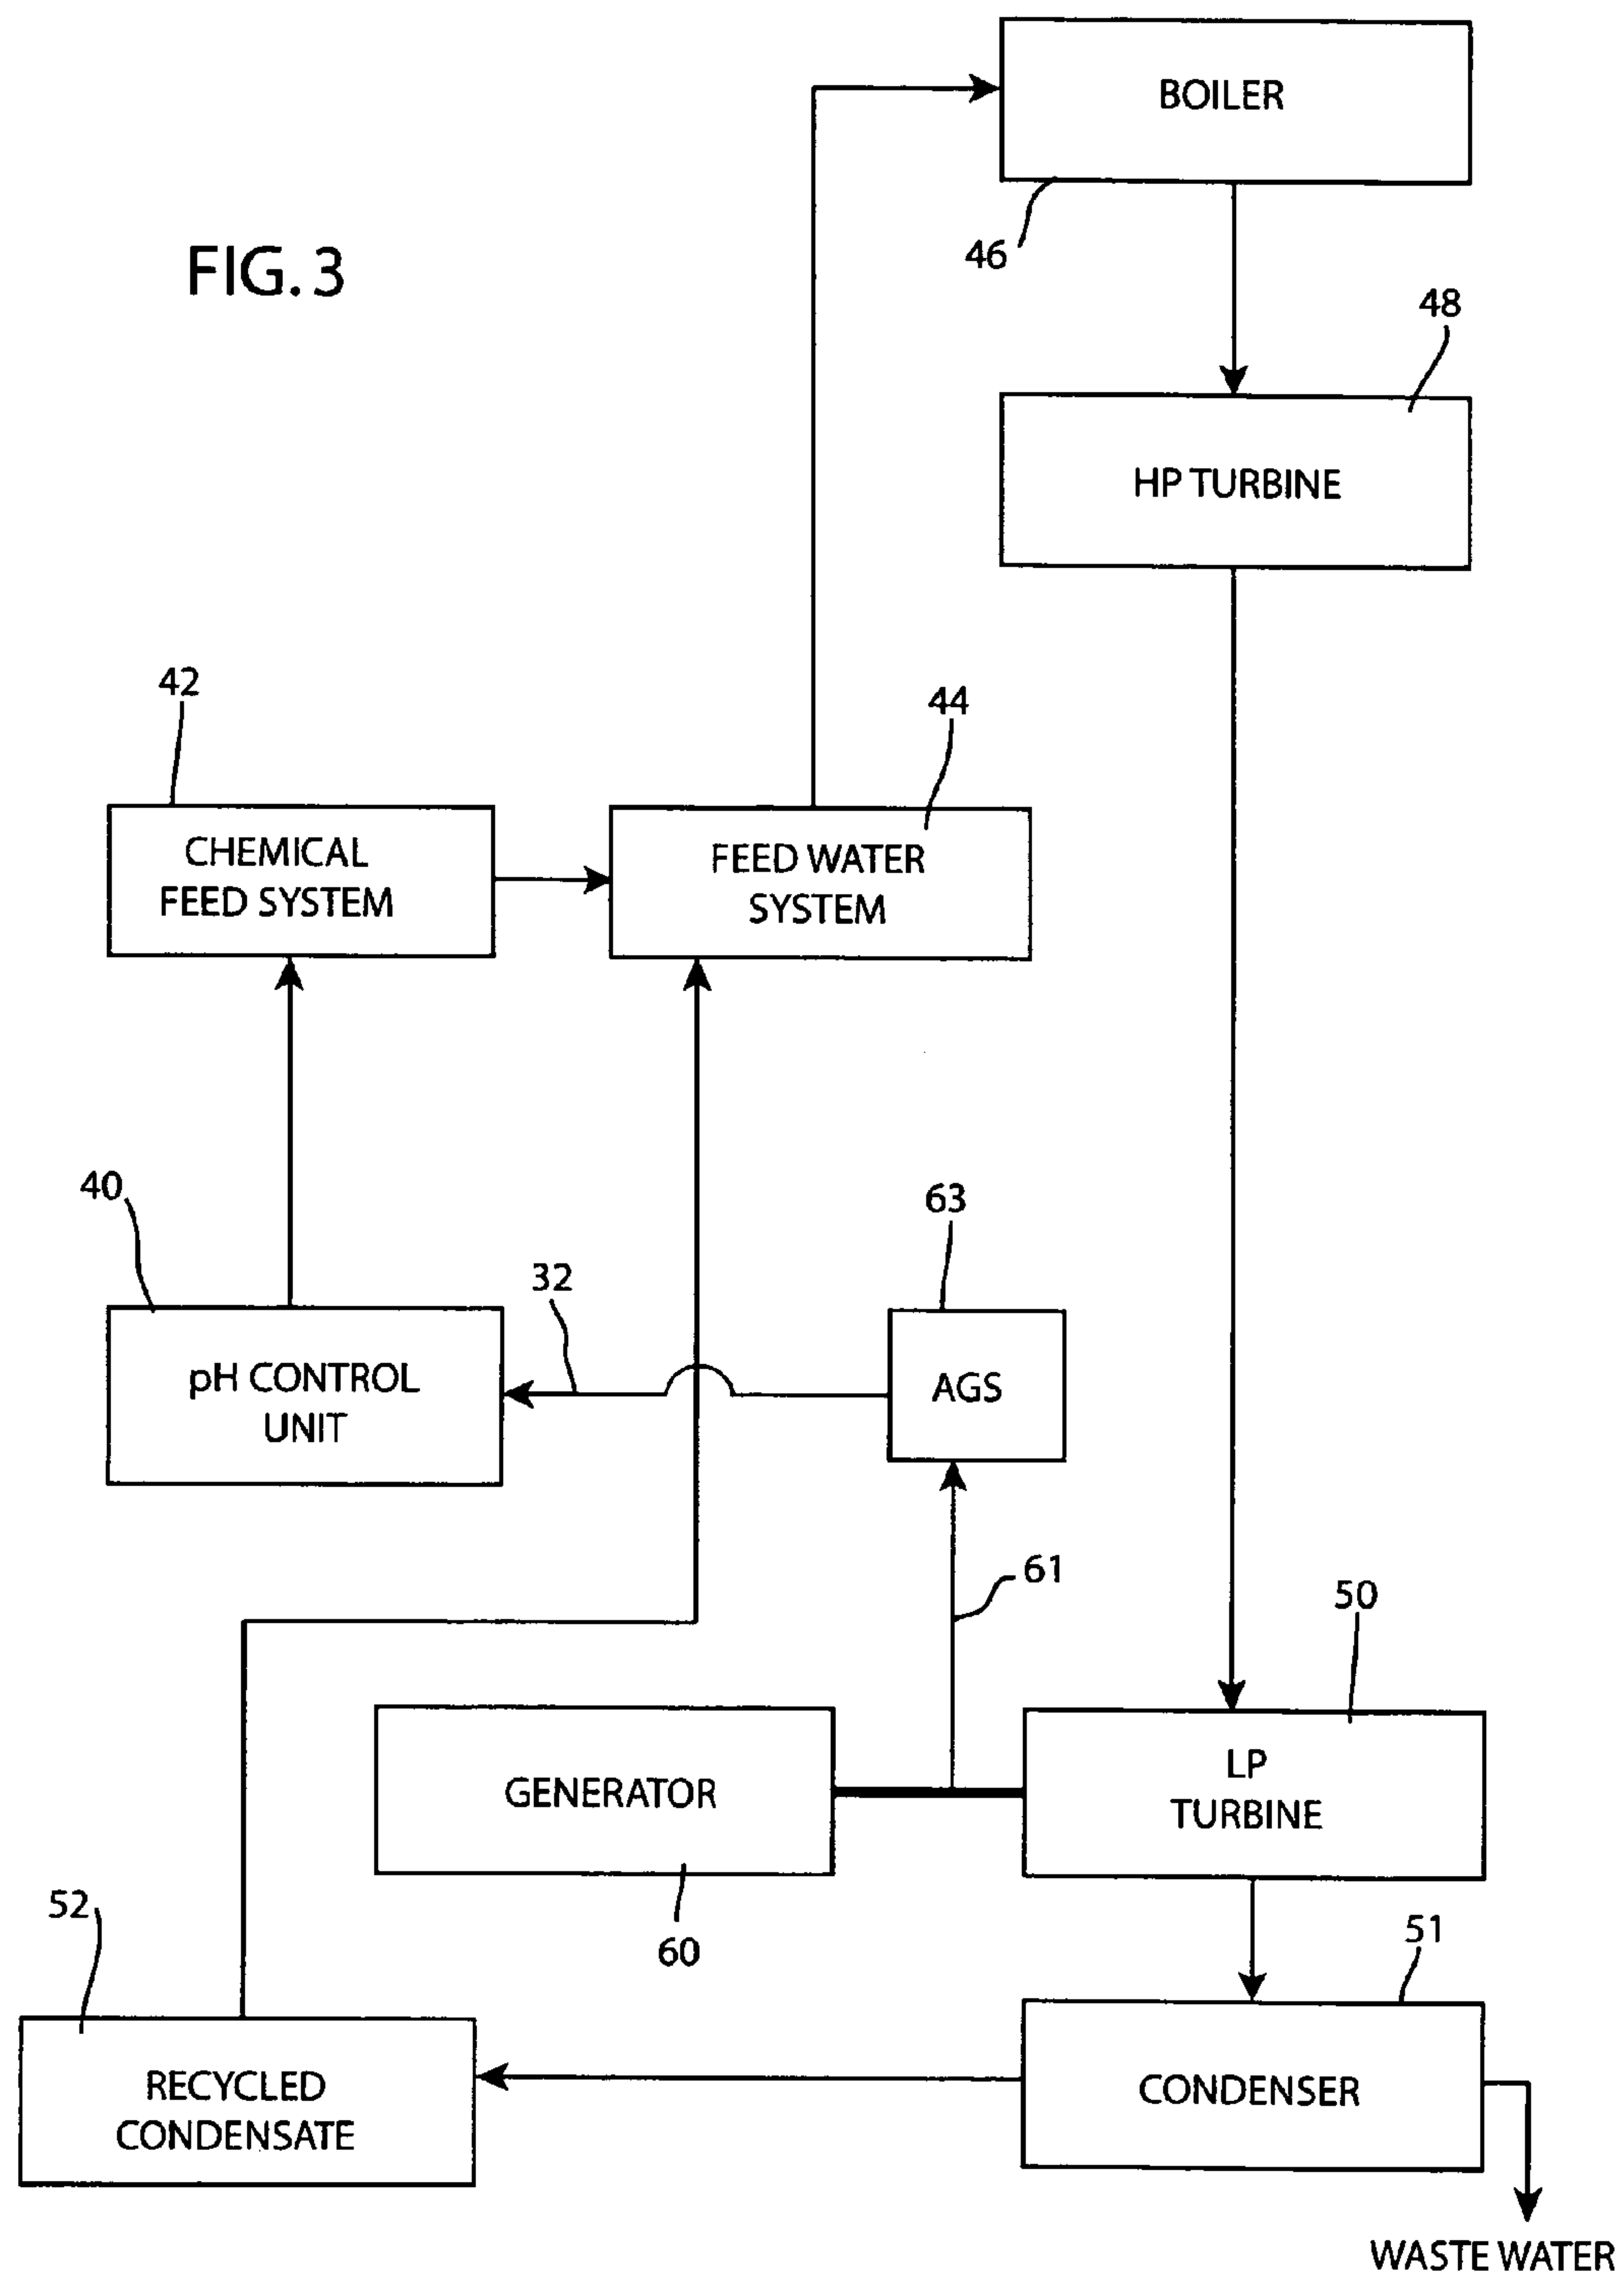 BOILER
46
FIG. 3
48
HP TURBINE
42
44
CHEMICAL
FEED SYSTEM
FEED WATER
SYSTEM
40
63
32
pH CONTROL
UNIT
AGS
61
50
GENERATOR
LP
TURBINE
52
60
51
RECYCLED
CONDENSATE
CONDENSER
WASTE WATER